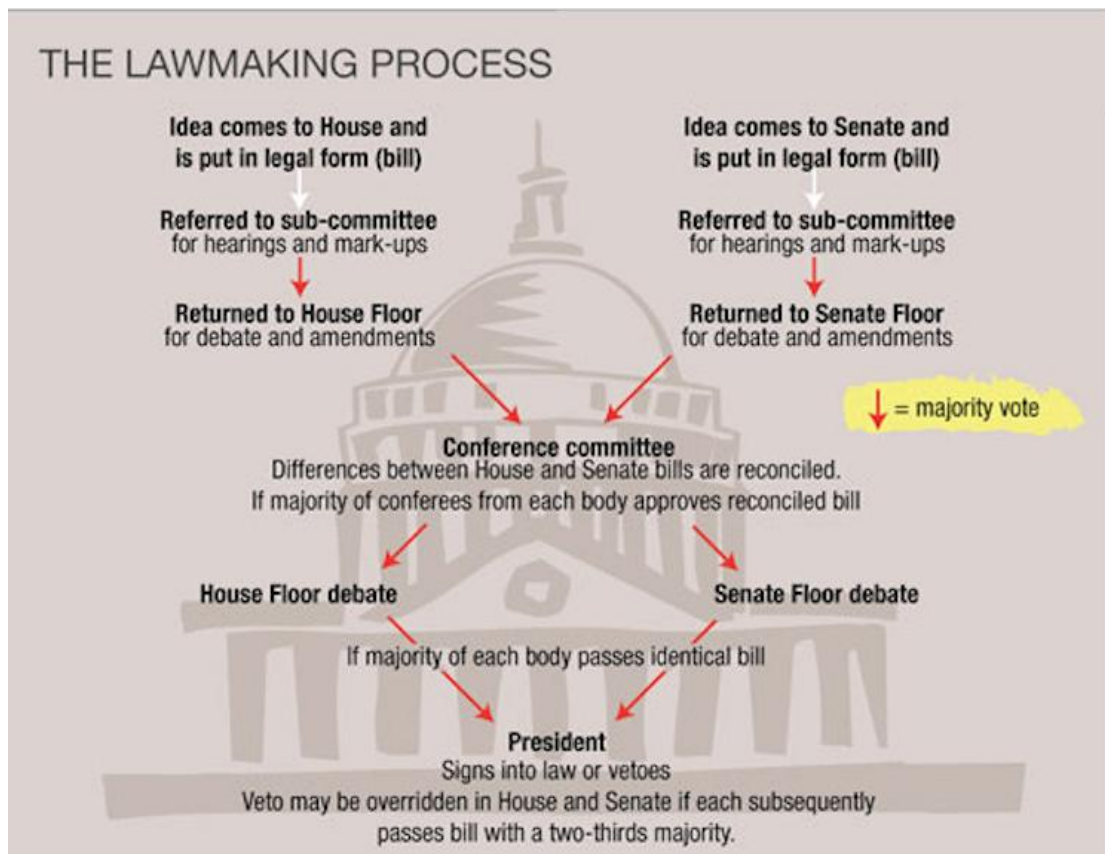 THE LAWMAKING PROCESS
Idea comes to House and
is put in legal form (bill)
Referred to sub-committee
for hearings and mark-ups
Returned to House Floor
for debate and amendments
Idea comes to Senate and
is put in legal form (bill)
Referred to sub-committee
for hearings and mark-ups
Returned to Senate Floor
for debate and amendments
= majority vote
Conference committee
Differences between House and Senate bills are reconciled.
If majority of conferees from each body approves reconciled bill
House Floor debate
Senate Floor debate
If majority of each body passes identical bill
President
Signs into law or vetoes
Veto may be overridden in House and Senate if each subsequently
passes bill with a two-thirds majority.